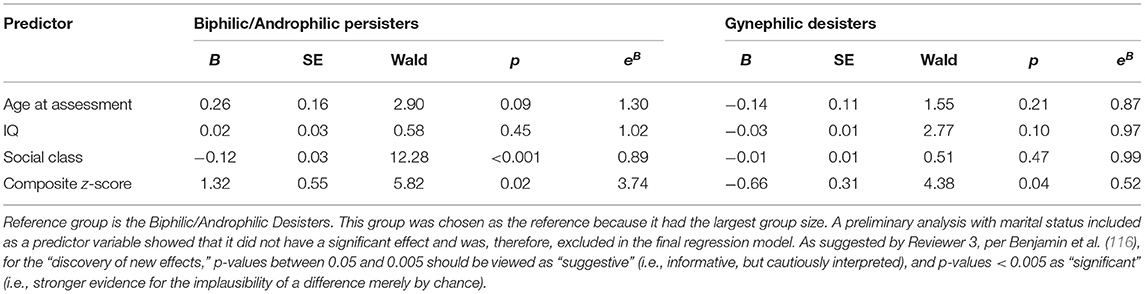 Predictor Biphilic/Androphilic persisters Gynephilic desisters
B SE Wald p eB B SE Wald p eB
Age at assessment 0.26 0.16 2.90 0.09 1.30 −0.14 0.11 1.55 0.21 0.87
IQ 0.02 0.03 0.58 0.45 1.02 −0.03 0.01 2.77 0.10 0.97
Social class −0.12 0.03 12.28 <0.001 0.89 −0.01 0.01 0.51 0.47 0.99
Composite z-score 1.32 0.55 5.82 0.02 3.74 −0.66 0.31 4.38 0.04 0.52
Reference group is the Biphilic/Androphilic Desisters. This group was chosen as the reference because it had the largest group size. A preliminary analysis with marital status included
as a predictor variable showed that it did not have a significant effect and was, therefore, excluded in the final regression model. As suggested by Reviewer 3, per Benjamin et al. (116),
for the “discovery of new effects,” p-values between 0.05 and 0.005 should be viewed as “suggestive” (i.e., informative, but cautiously interpreted), and p-values < 0.005 as “significant”
(i.e., stronger evidence for the implausibility of a difference merely by chance).